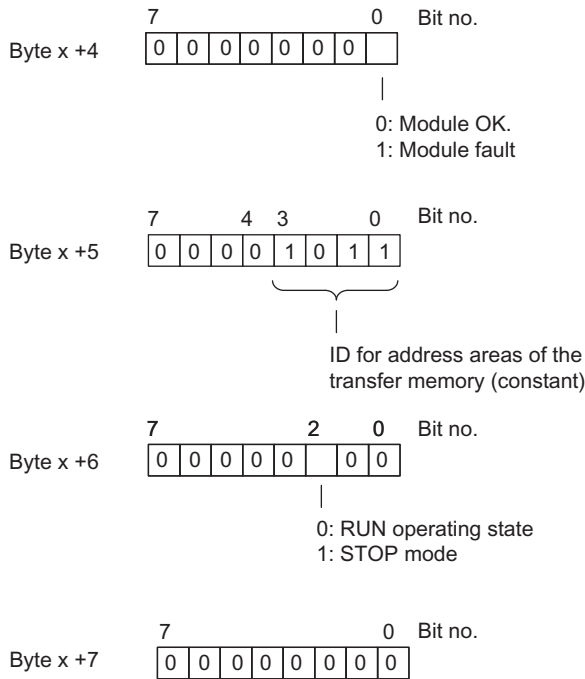 7 0 Bit no.
Byte x +4 0 0 0 0 0 0 0
0: Module OK.
1: Module fault
7 4 3 0 Bit no.
Byte x +5 0 0 0 0 1 0 1 1
ID for address areas of the
transfer memory (constant)
7 2 0 Bit no.
Byte x +6 0 0 0 0 0 0 0
0: RUN operating state
1: STOP mode
7 0 Bit no.
Byte x +7 0 0 0 0 0 0 0 0